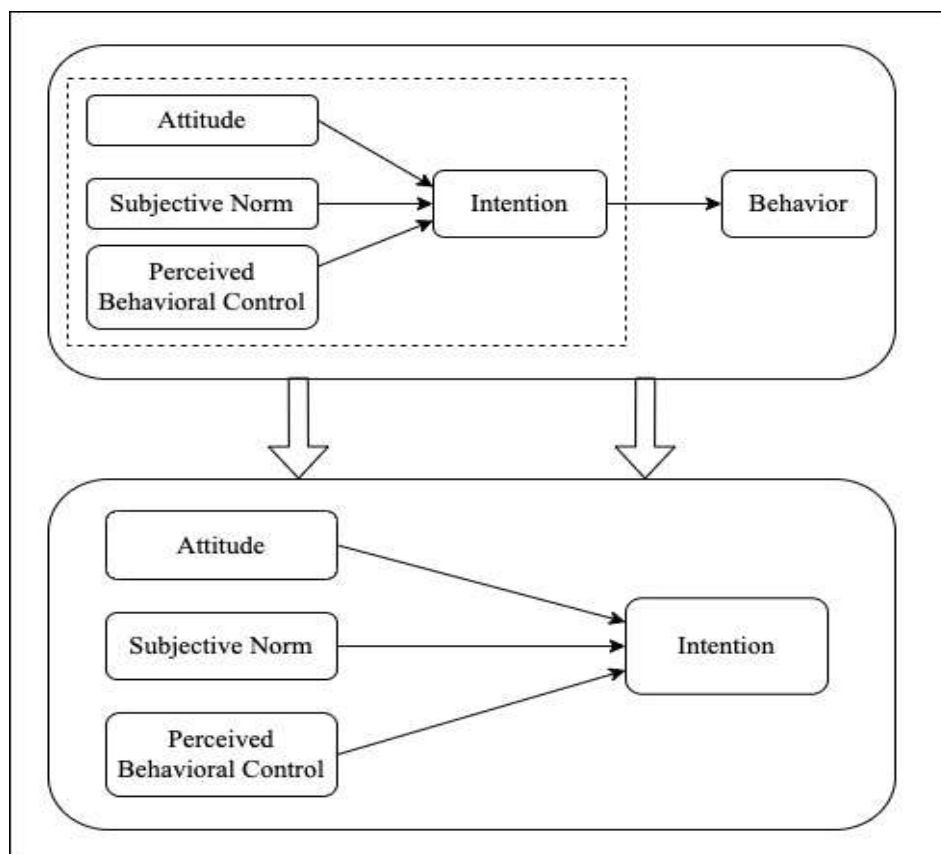 Attitude
Subjective Norm
Perceived
Behavioral Control
Intention
Behavior
Attitude
Subjective Norm
Perceived
Behavioral Control
Intention